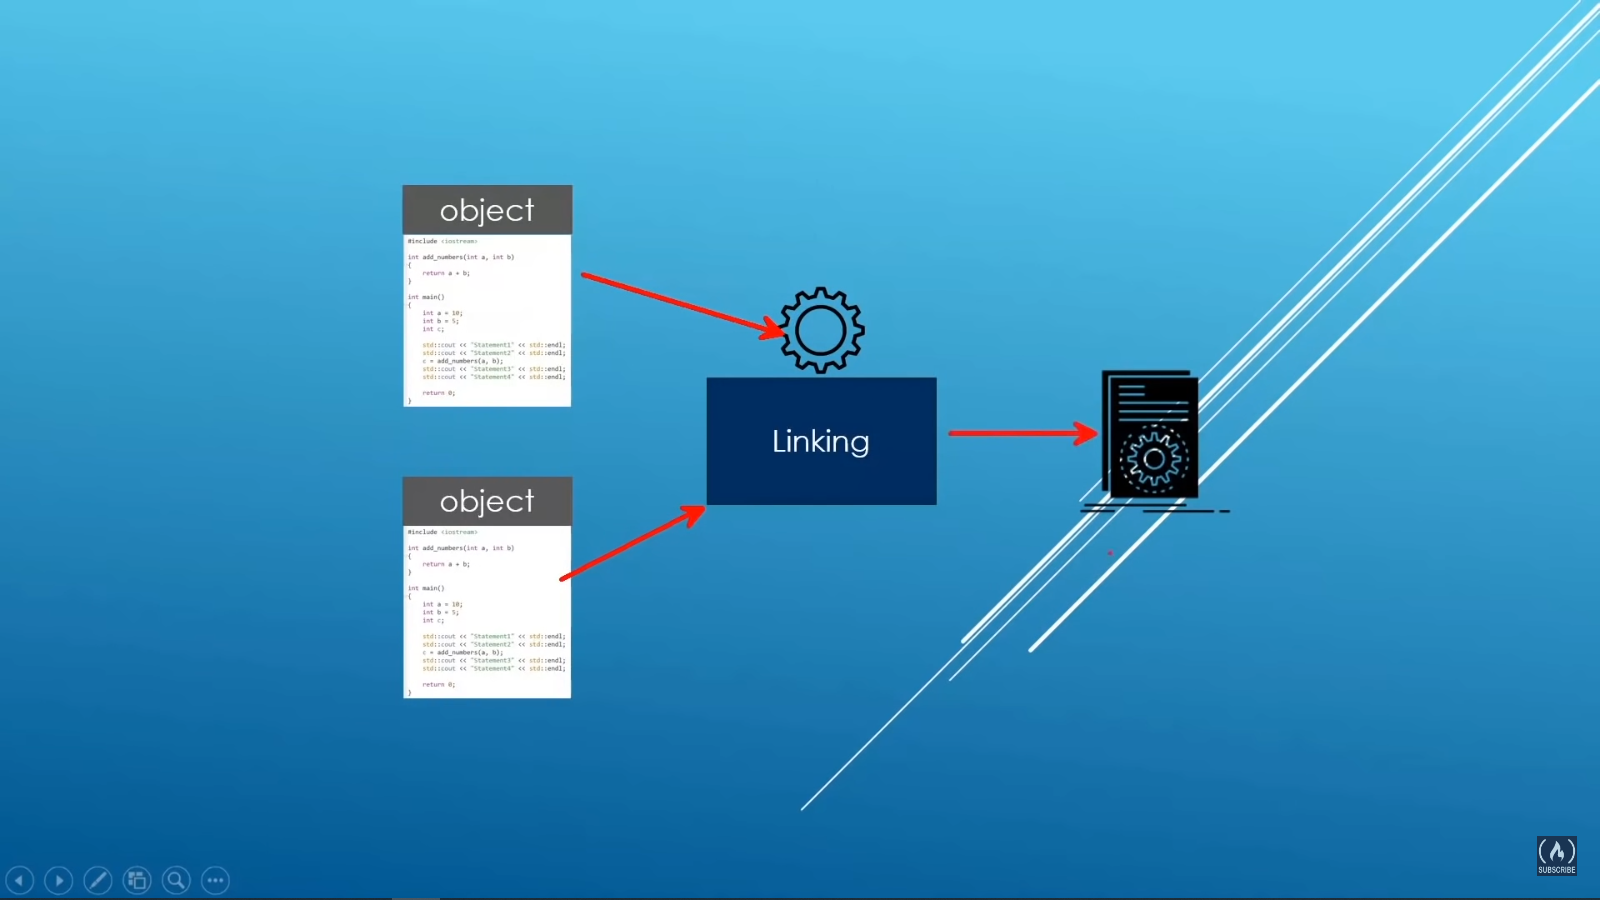 object
#include <iostream>
int add_numbers(int a, int b)
{
return a + b;
}
int main()
{
int a = 10;
int b = 5;
int c;
std::cout << "Statement1" << std::endl;
std::cout << "Statement2" << std::endl;
c = add_numbers(a, b);
std::cout << "Statement3" << std::endl;
std::cout << "Statement4" << std::endl;
return 0;
}
Linking
object
#include <iostream>
int add_numbers(int a, int b)
{
return a + b;
}
int main()
{
int a = 10;
int b = 5;
int c;
std::cout << "Statement1" << std::endl;
std::cout << "Statement2" << std::endl;
c = add_numbers(a, b);
std::cout << "Statement3" << std::endl;
std::cout << "Statement4" << std::endl;
return 0;
}
SUBSCRIBE